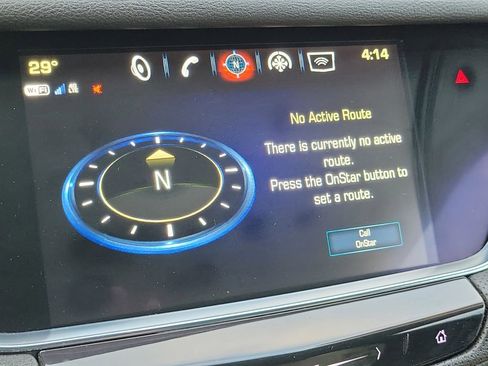 29°
4:14
WiFi
No Active Route
There is currently no active
route.
Press the OnStar button to
set a route.
N
Call
OnStar